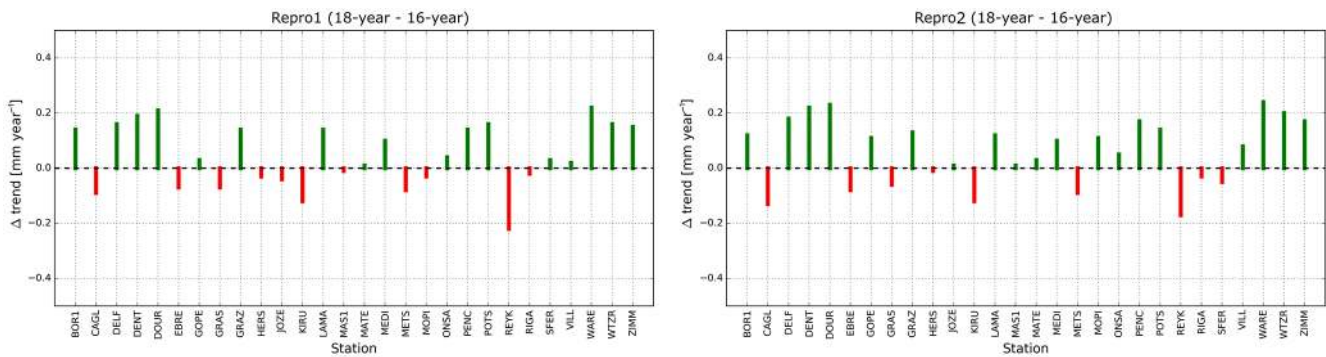 Repro1 (18-year - 16-year)
Δ trend [mm year⁻¹]
0.4
0.2
0.0
−0.2
−0.4
BOR1 CAGL DELF DENT DOUR EBRE GOPE GRAS GRAZ HERS JOZE KIRU LAMA MAS1 MATE MEDI METS MOPI ONSA PENC POTS REYK RIGA SFER VILL WARE WTZR ZIMM
Station
Repro2 (18-year - 16-year)
Δ trend [mm year⁻¹]
0.4
0.2
0.0
−0.2
−0.4
BOR1 CAGL DELF DENT DOUR EBRE GOPE GRAS GRAZ HERS JOZE KIRU LAMA MAS1 MATE MEDI METS MOPI ONSA PENC POTS REYK RIGA SFER VILL WARE WTZR ZIMM
Station